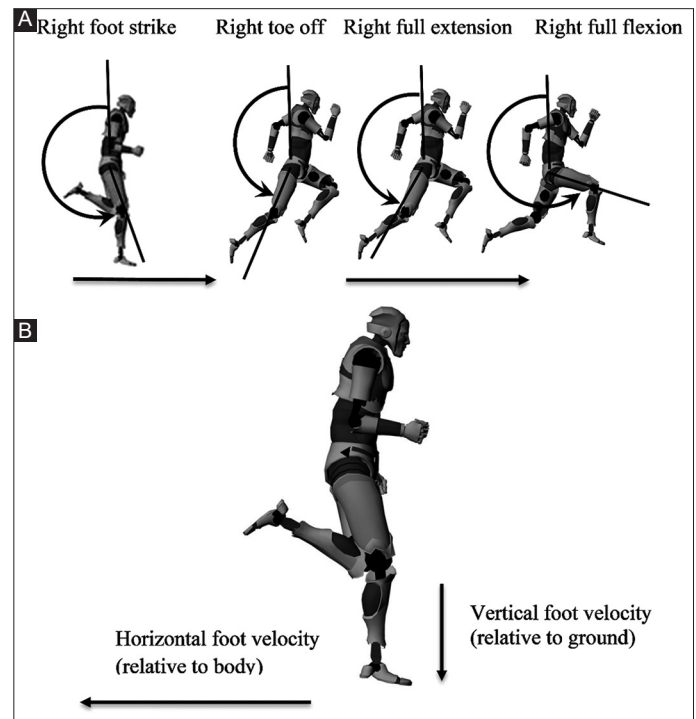 A
Right foot strike
Right toe off
Right full extension
Right full flexion
B
Vertical foot velocity
(relative to ground)
Horizontal foot velocity
(relative to body)